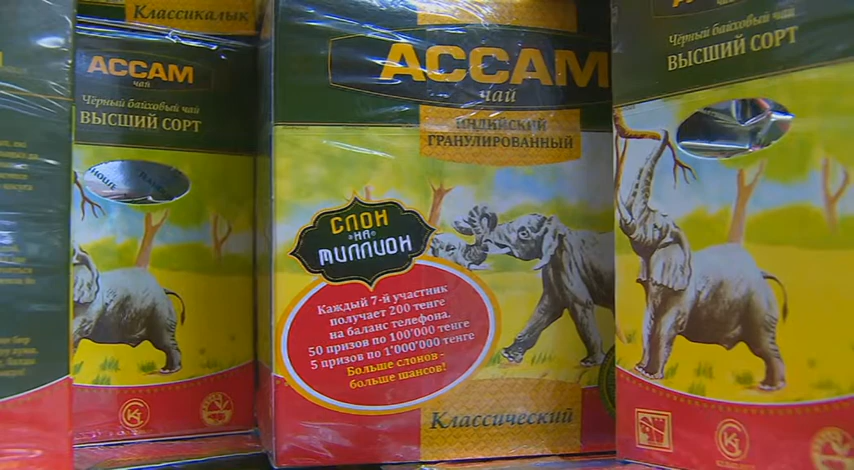 Классикалық
АССАМ
чай
Чёрный байховый чай
ВЫСШИЙ СОРТ
АССАМ
чай
ИНДИЙСКИЙ
ГРАНУЛИРОВАННЫЙ
СЛОН
НА
МИЛЛИОН
Каждый 7-й участник
получает 200 тенге
на баланс телефона.
50 призов по 100'000 тенге
5 призов по 1'000'000 тенге
Больше слонов -
больше шансов!
Классический
Чёрный байховый чай
ВЫСШИЙ СОРТ